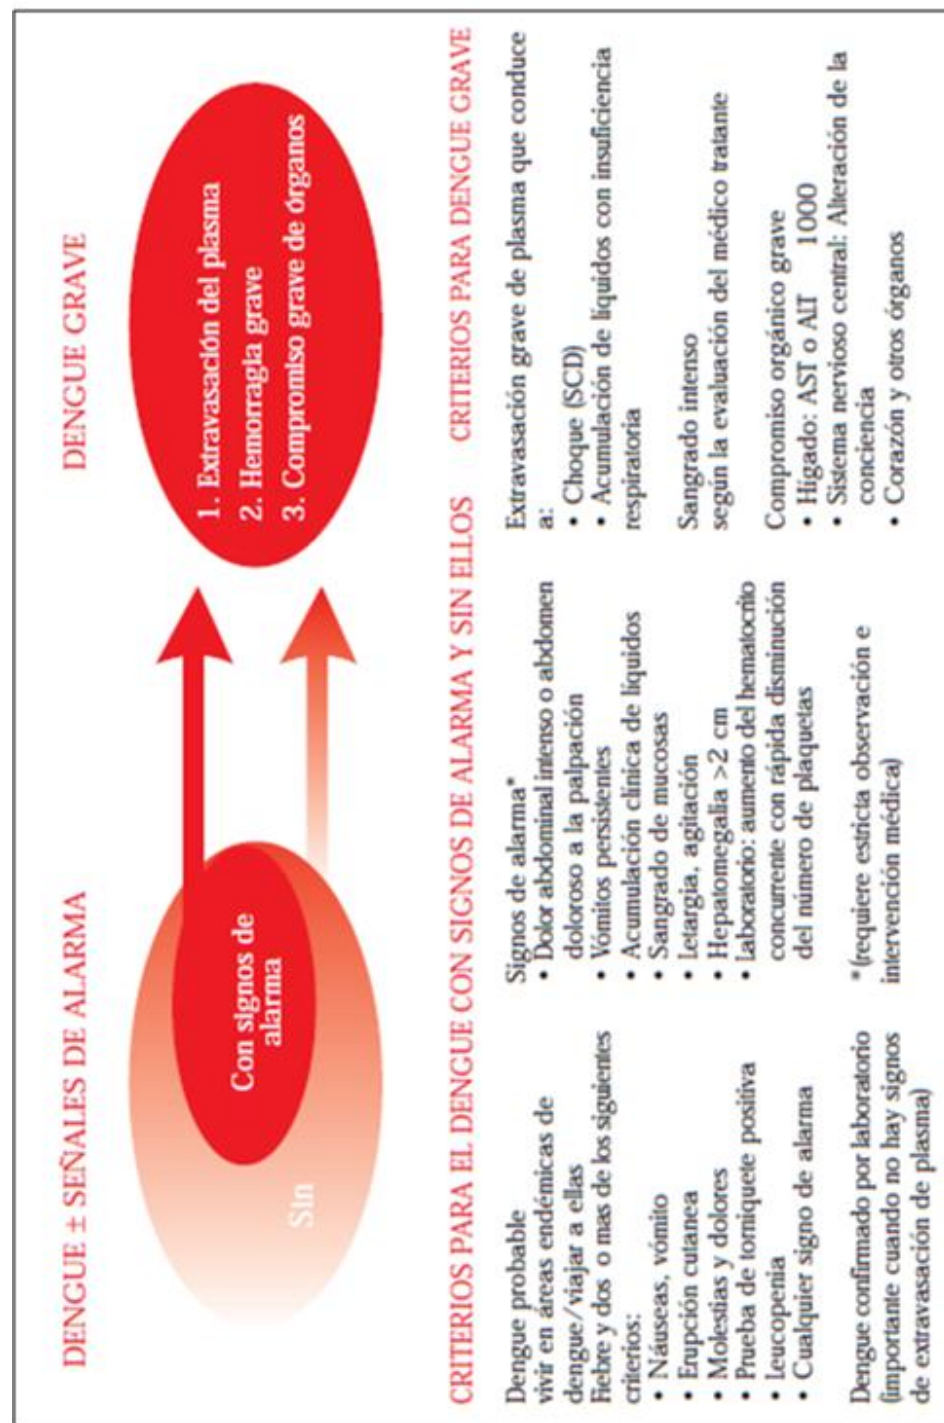 DENGUE ± SEÑALES DE ALARMA
DENGUE GRAVE
Sin
Con signos de
alarma
1. Extravasación del plasma
2. Hemorragia grave
3. Compromiso grave de órganos
CRITERIOS PARA EL DENGUE CON SIGNOS DE ALARMA Y SIN ELLOS
CRITERIOS PARA DENGUE GRAVE
Dengue probable
vivir en áreas endémicas de
dengue/viajar a ellas
Fiebre y dos o mas de los siguientes
criterios:
• Náuseas, vómito
• Erupción cutanea
• Molestias y dolores
• Prueba de torniquete positiva
• Leucopenia
• Cualquier signo de alarma
Dengue confirmado por laboratorio
(importante cuando no hay signos
de extravasación de plasma)
Signos de alarma*
• Dolor abdominal intenso o abdomen
doloroso a la palpación
• Vómitos persistentes
• Acumulación clínica de líquidos
• Sangrado de mucosas
• Letargia, agitación
• Hepatomegalia >2 cm
• Laboratorio: aumento del hematocrito
concurrente con rápida disminución
del número de plaquetas
*(requiere estricta observación e
intervención médica)
Extravasación grave de plasma que conduce
a:
• Choque (SCD)
• Acumulación de líquidos con insuficiencia
respiratoria
Sangrado intenso
según la evaluación del médico tratante
Compromiso orgánico grave
• Hígado: AST o ALT 1000
• Sistema nervioso central: Alteración de la
conciencia
• Corazón y otros órganos